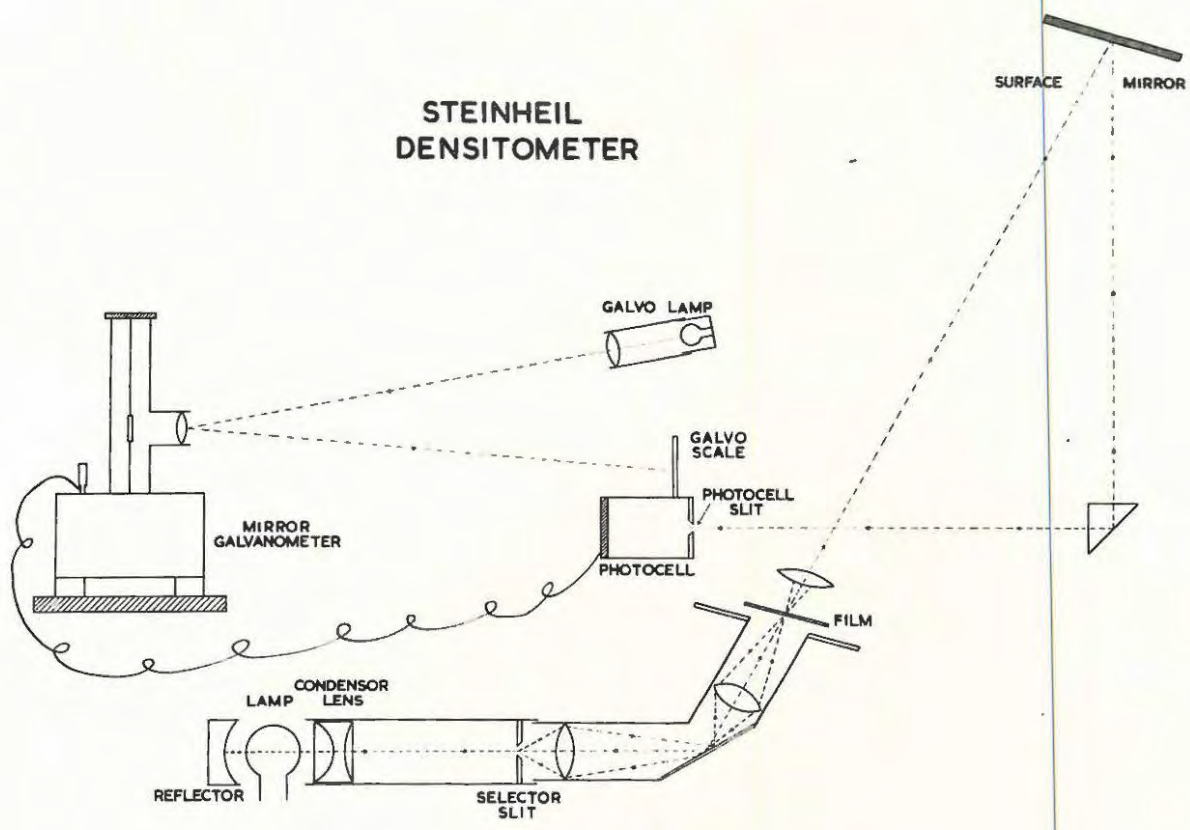 STEINHEIL
DENSITOMETER
SURFACE MIRROR
GALVO LAMP
GALVO
SCALE
PHOTOCELL
SLIT
MIRROR
GALVANOMETER
PHOTOCELL
FILM
CONDENSOR
LENS
LAMP
REFLECTOR
SELECTOR
SLIT